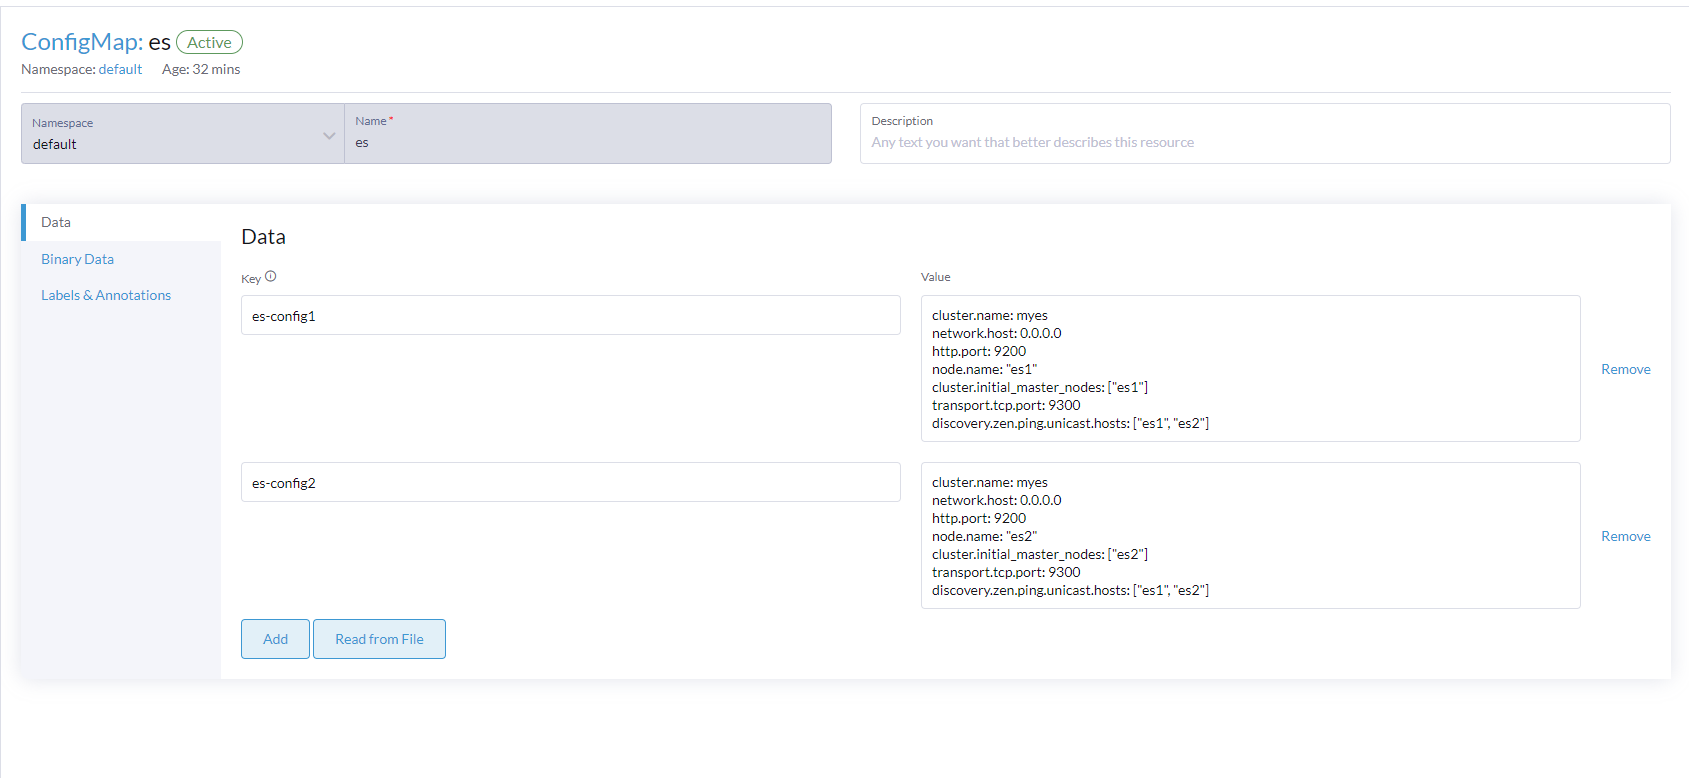 ConfigMap: es Active
Namespace: default Age: 32 mins
Namespace
default
Name *
es
Description
Any text you want that better describes this resource
Data
Binary Data
Labels & Annotations
Data
Key
Value
es-config1
cluster.name: myes
network.host: 0.0.0.0
http.port: 9200
node.name: "es1"
cluster.initial_master_nodes: ["es1"]
transport.tcp.port: 9300
discovery.zen.ping.unicast.hosts: ["es1", "es2"]
Remove
es-config2
cluster.name: myes
network.host: 0.0.0.0
http.port: 9200
node.name: "es2"
cluster.initial_master_nodes: ["es2"]
transport.tcp.port: 9300
discovery.zen.ping.unicast.hosts: ["es1", "es2"]
Remove
Add
Read from File